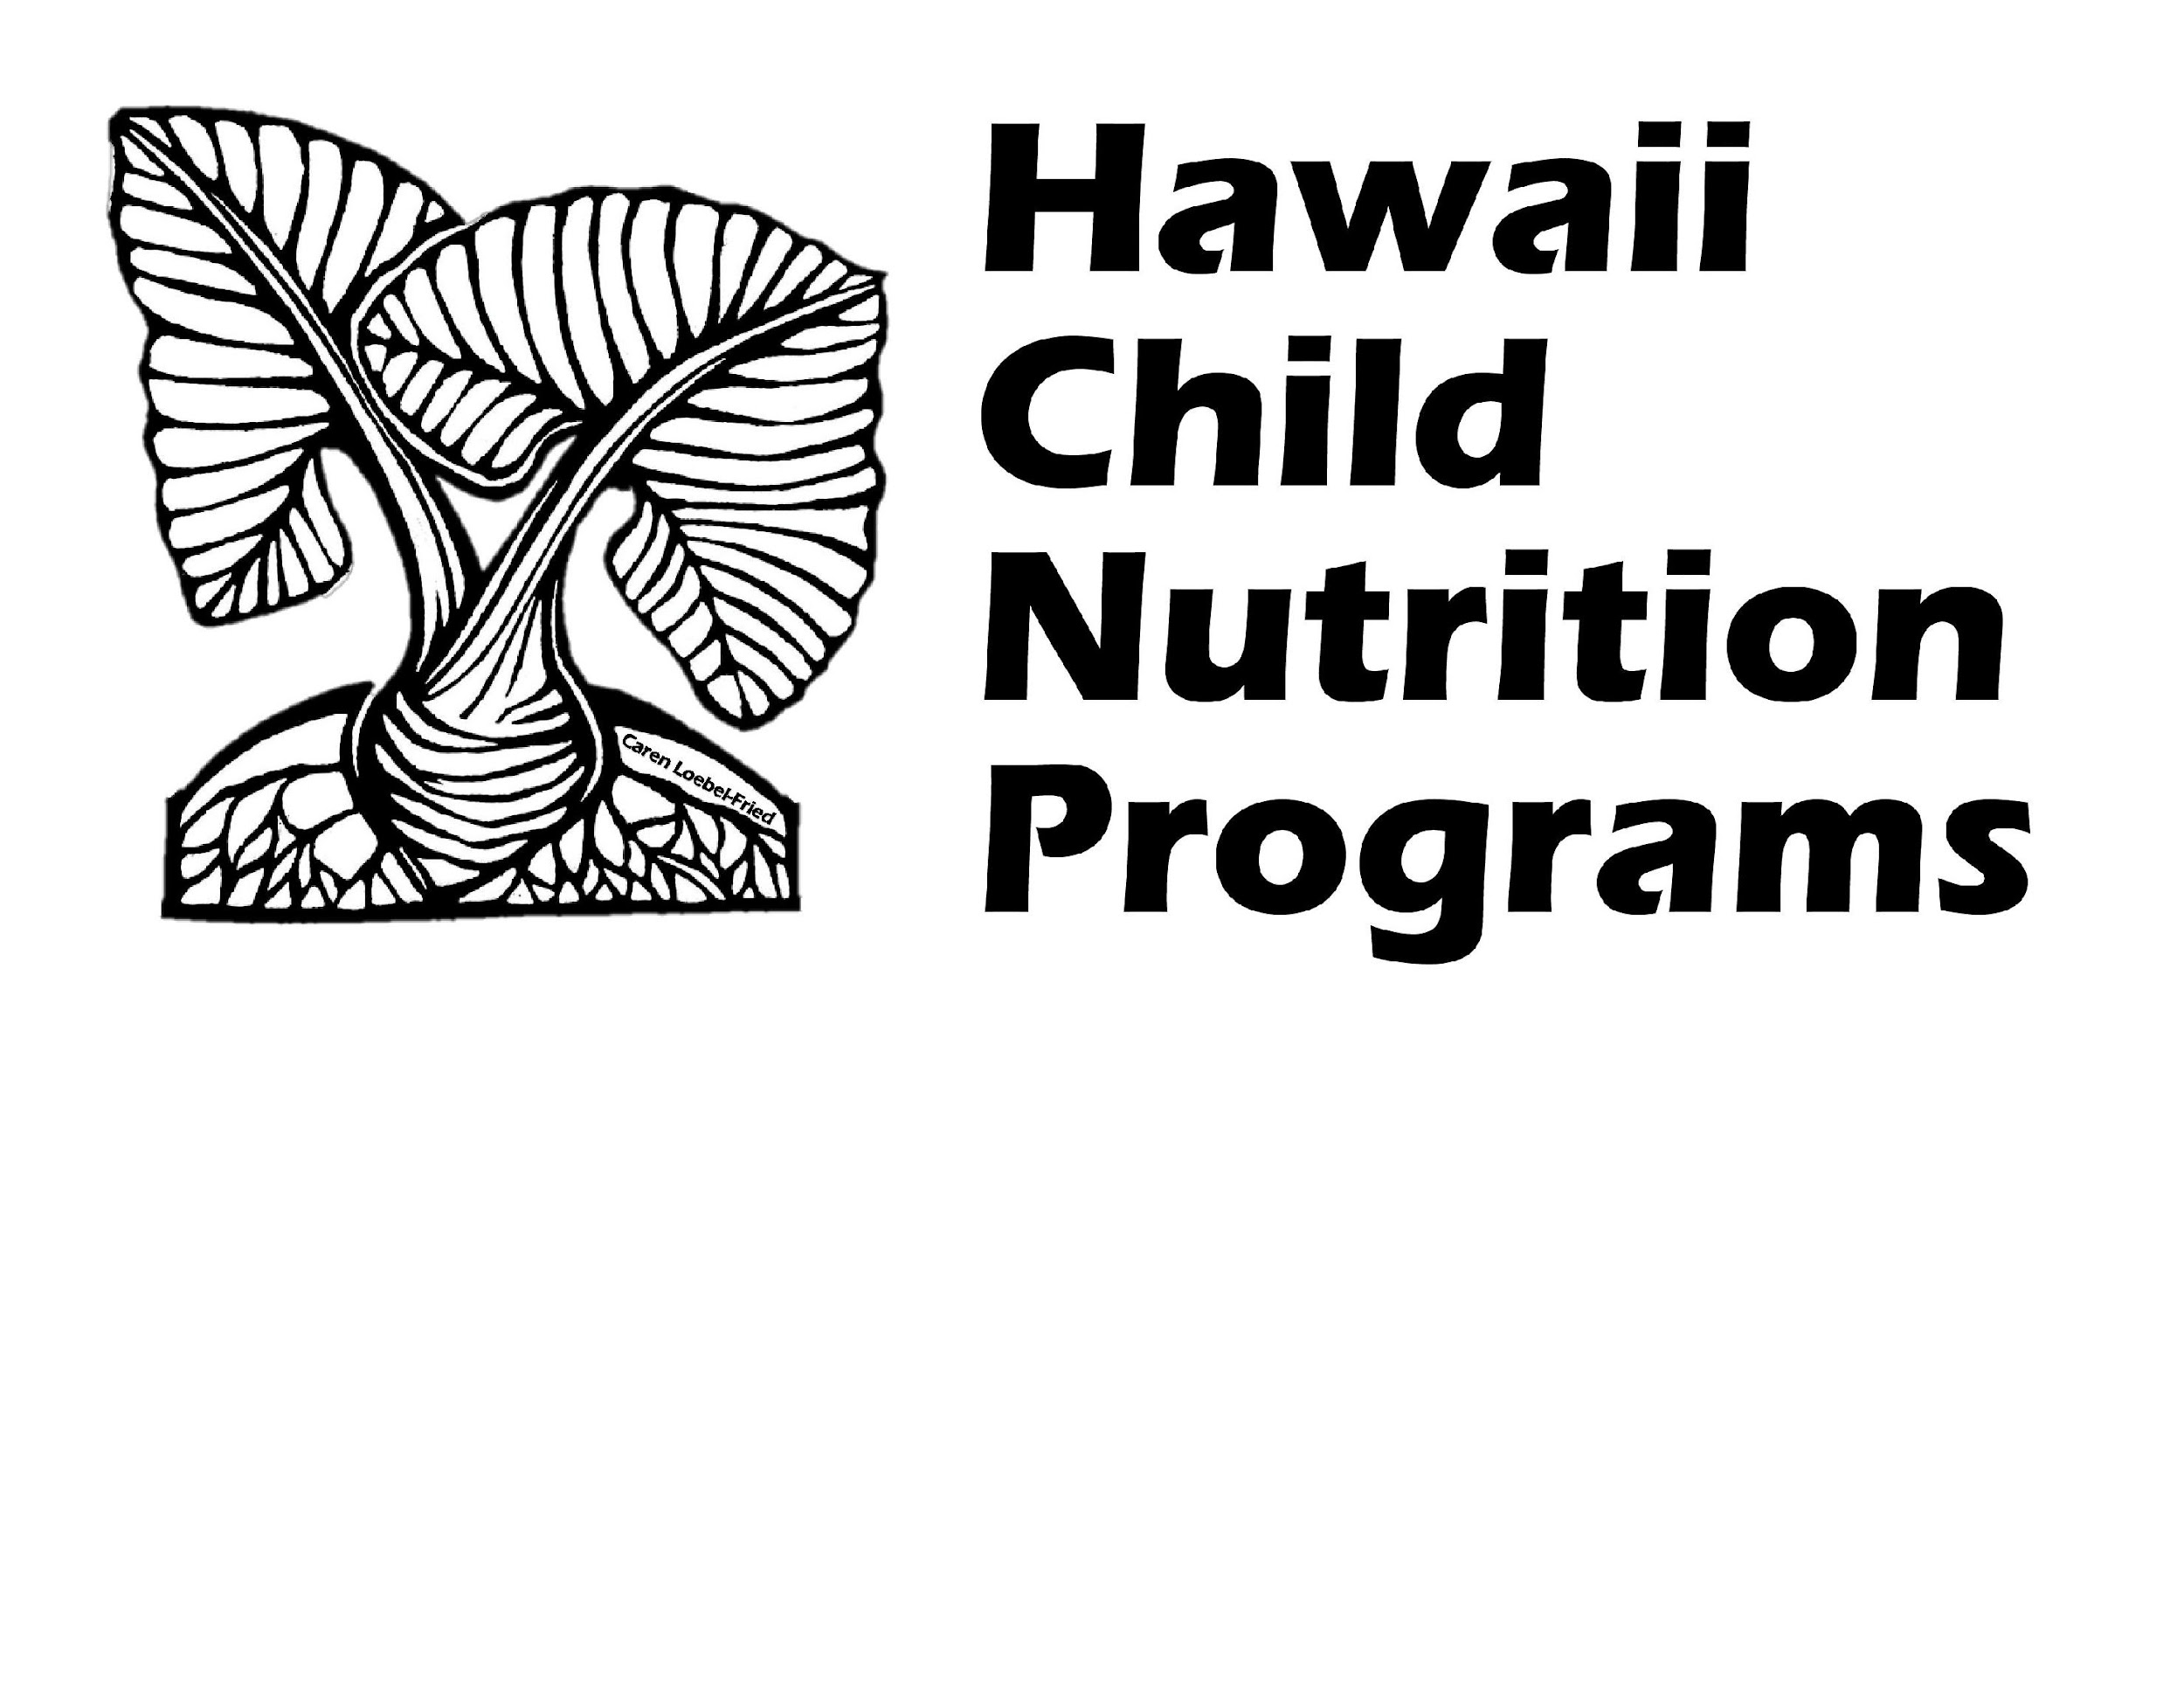 Hawaii
Child
Nutrition
Programs
Caren Loebel-Fried